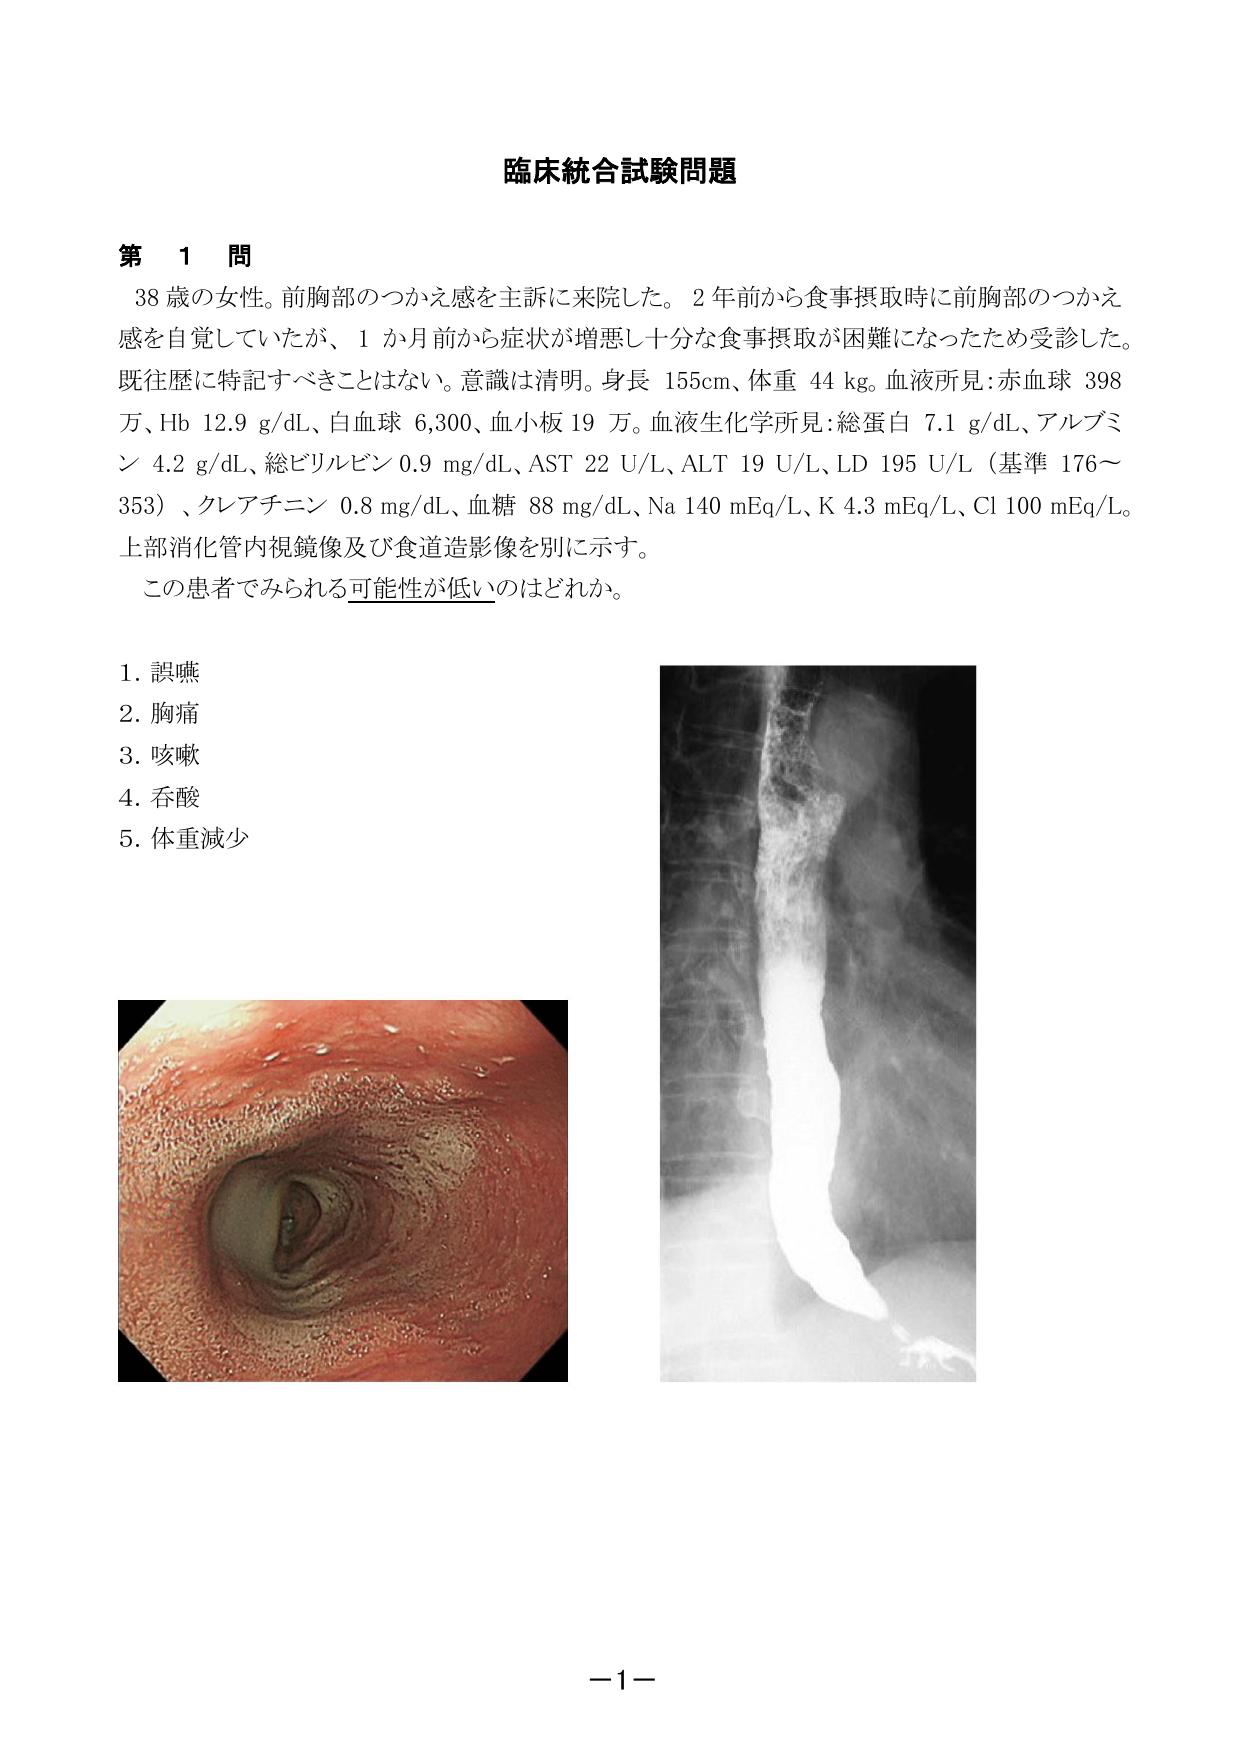 臨床統合試験問題
第 1 問
38 歳の女性。前胸部のつかえ感を主訴に来院した。 2 年前から食事摂取時に前胸部のつかえ
感を自覚していたが、 1 か月前から症状が増悪し十分な食事摂取が困難になったため受診した。
既往歴に特記すべきことはない。意識は清明。身長 155cm、体重 44 kg。血液所見:赤血球 398
万、Hb 12.9 g/dL、白血球 6,300、血小板 19 万。血液生化学所見:総蛋白 7.1 g/dL、アルブミ
ン 4.2 g/dL、総ビリルビン 0.9 mg/dL、AST 22 U/L、ALT 19 U/L、LD 195 U/L (基準 176〜
353) 、クレアチニン 0.8 mg/dL、血糖 88 mg/dL、Na 140 mEq/L、K 4.3 mEq/L、Cl 100 mEq/L。
上部消化管内視鏡像及び食道造影像を別に示す。
この患者でみられる可能性が低いのはどれか。
1. 誤嚥
2. 胸痛
3. 咳嗽
4. 呑酸
5. 体重減少
－1－